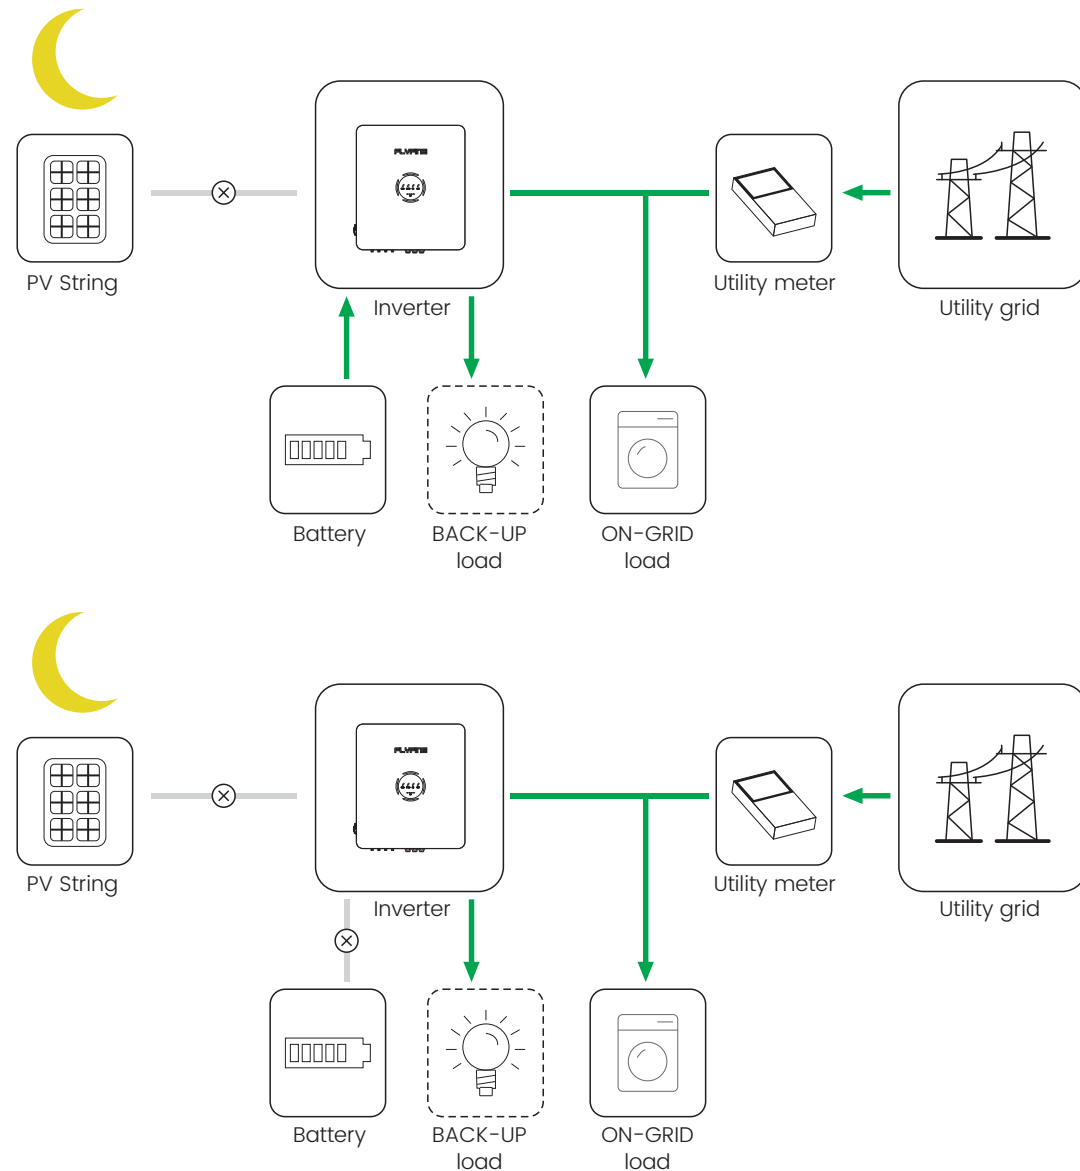 PV String
Inverter
Utility meter
Utility grid
Battery
BACK-UP
load
ON-GRID
load
PV String
Inverter
Utility meter
Utility grid
Battery
BACK-UP
load
ON-GRID
load